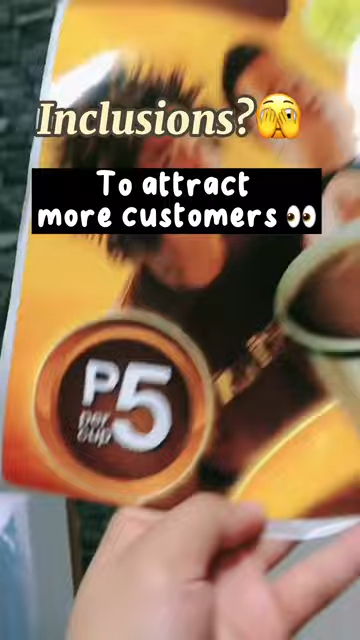 Inclusions?🫣
To attract
more customers 👀
P5
per
cup